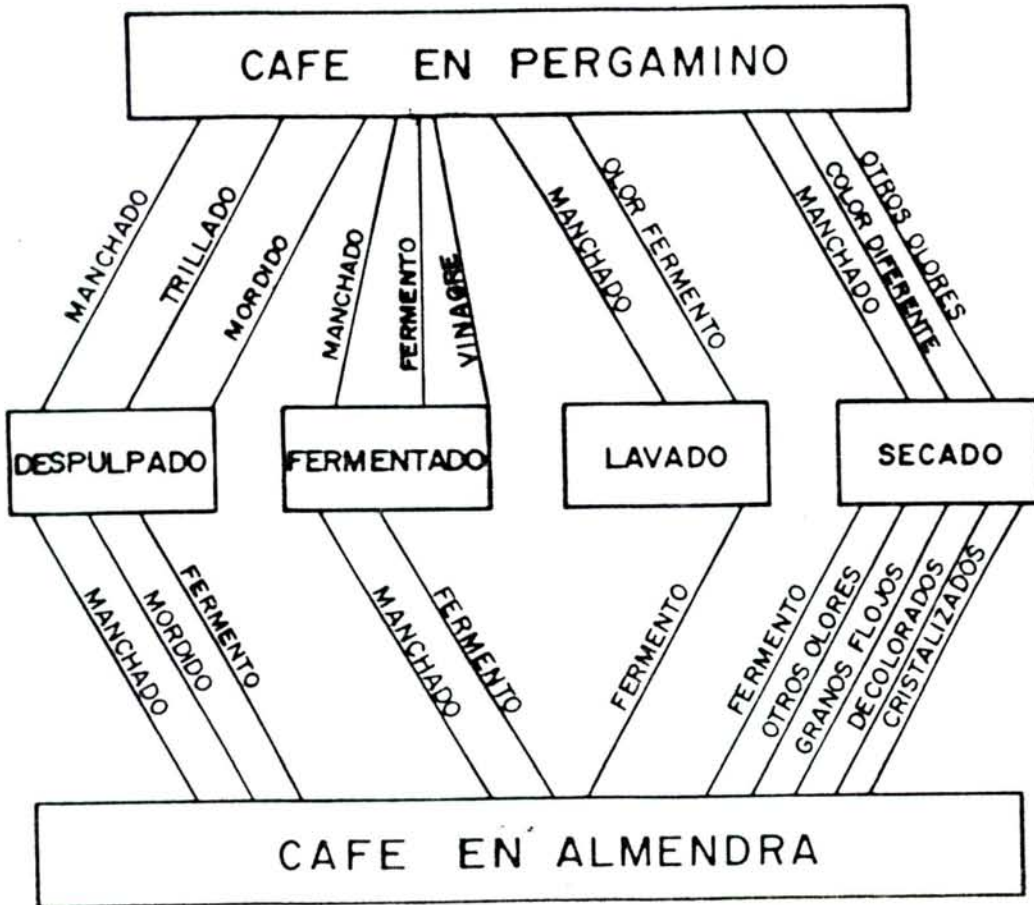 CAFE EN PERGAMINO
MANCHADO
TRILLADO
MORDIDO
MANCHADO
FERMENTO
VINAGRE
MANCHADO
OLOR FERMENTO
MANCHADO
COLOR DIFERENTE
OTROS OLORES
DESPULPADO
FERMENTADO
LAVADO
SECADO
MANCHADO
MORDIDO
FERMENTO
MANCHADO
FERMENTO
FERMENTO
FERMENTO
OTROS OLORES
GRANOS FLOJOS
DECOLORADOS
CRISTALIZADOS
CAFE EN ALMENDRA